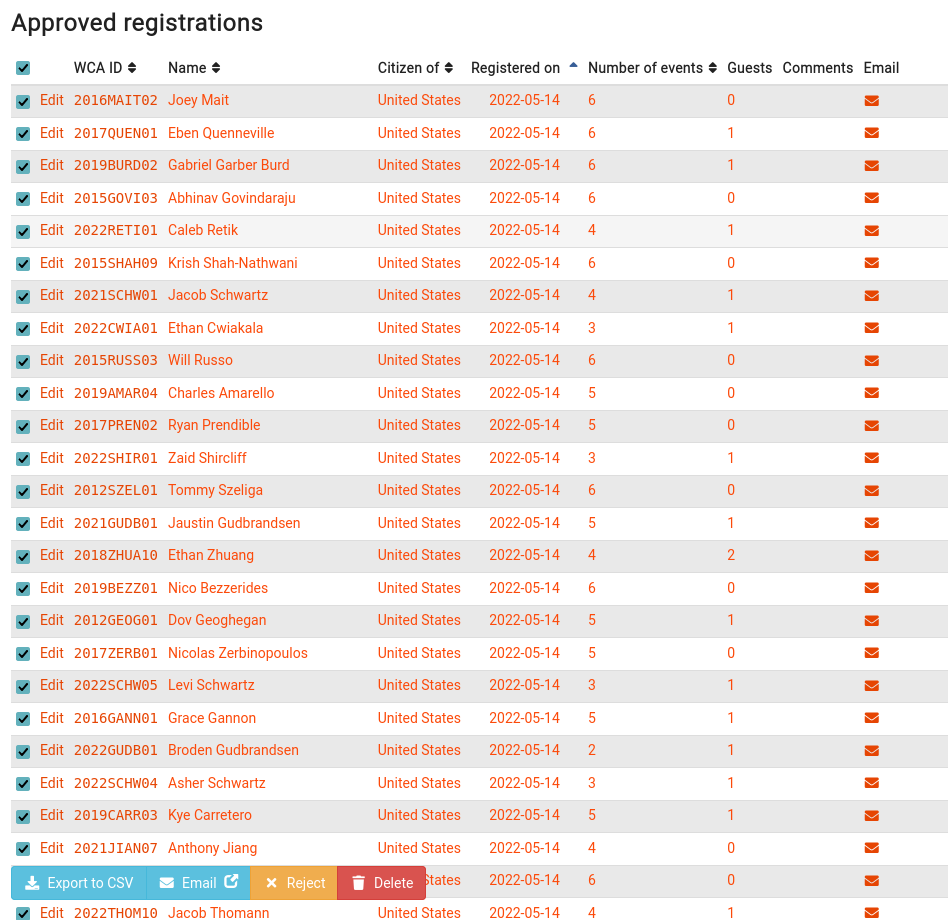 Approved registrations
WCA ID Name Citizen of Registered on Number of events Guests Comments Email
Edit 2016MAIT02 Joey Mait United States 2022-05-14 6 0
Edit 2017QUEN01 Eben Quenneville United States 2022-05-14 6 1
Edit 2019BURD02 Gabriel Garber Burd United States 2022-05-14 6 1
Edit 2015GOVI03 Abhinav Govindaraju United States 2022-05-14 6 0
Edit 2022RETI01 Caleb Retik United States 2022-05-14 4 1
Edit 2015SHAH09 Krish Shah-Nathwani United States 2022-05-14 6 0
Edit 2021SCHW01 Jacob Schwartz United States 2022-05-14 4 1
Edit 2022CWIA01 Ethan Cwiakala United States 2022-05-14 3 1
Edit 2015RUSS03 Will Russo United States 2022-05-14 6 0
Edit 2019AMAR04 Charles Amarello United States 2022-05-14 5 0
Edit 2017PREN02 Ryan Prendible United States 2022-05-14 5 0
Edit 2022SHIR01 Zaid Shircliff United States 2022-05-14 3 1
Edit 2012SZEL01 Tommy Szeliga United States 2022-05-14 6 0
Edit 2021GUDB01 Jaustin Gudbrandsen United States 2022-05-14 5 1
Edit 2018ZHUA10 Ethan Zhuang United States 2022-05-14 4 2
Edit 2019BEZZ01 Nico Bezzerides United States 2022-05-14 6 0
Edit 2012GEOG01 Dov Geoghegan United States 2022-05-14 5 1
Edit 2017ZERB01 Nicolas Zerbinopoulos United States 2022-05-14 5 0
Edit 2022SCHW05 Levi Schwartz United States 2022-05-14 3 1
Edit 2016GANN01 Grace Gannon United States 2022-05-14 5 1
Edit 2022GUDB01 Broden Gudbrandsen United States 2022-05-14 2 1
Edit 2022SCHW04 Asher Schwartz United States 2022-05-14 3 1
Edit 2019CARR03 Kye Carretero United States 2022-05-14 5 1
Edit 2021JIAN07 Anthony Jiang United States 2022-05-14 4 0
Export to CSV Email Reject Delete States 2022-05-14 6 0
Edit 2022THOM10 Jacob Thomann United States 2022-05-14 4 1